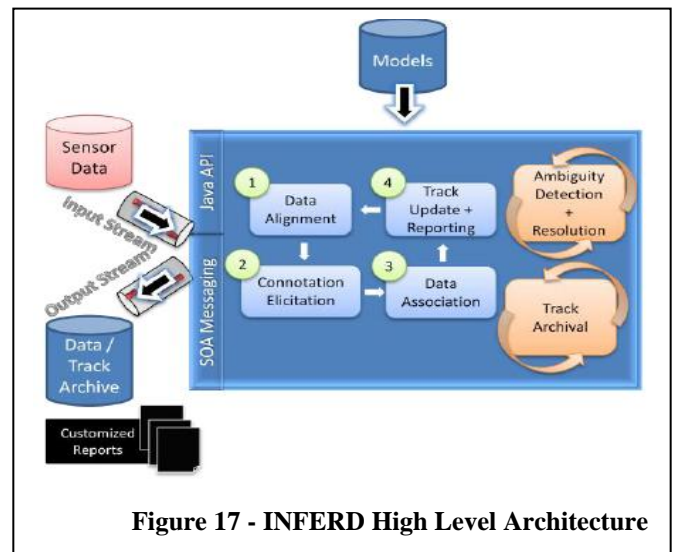 Models
Sensor
Data
Input Stream
Output Stream
Data /
Track
Archive
Customized
Reports
Java API
SOA Messaging
1
Data
Alignment
2
Connotation
Elicitation
3
Data
Association
4
Track
Update +
Reporting
Ambiguity
Detection
+
Resolution
Track
Archival
Figure 17 - INFERD High Level Architecture